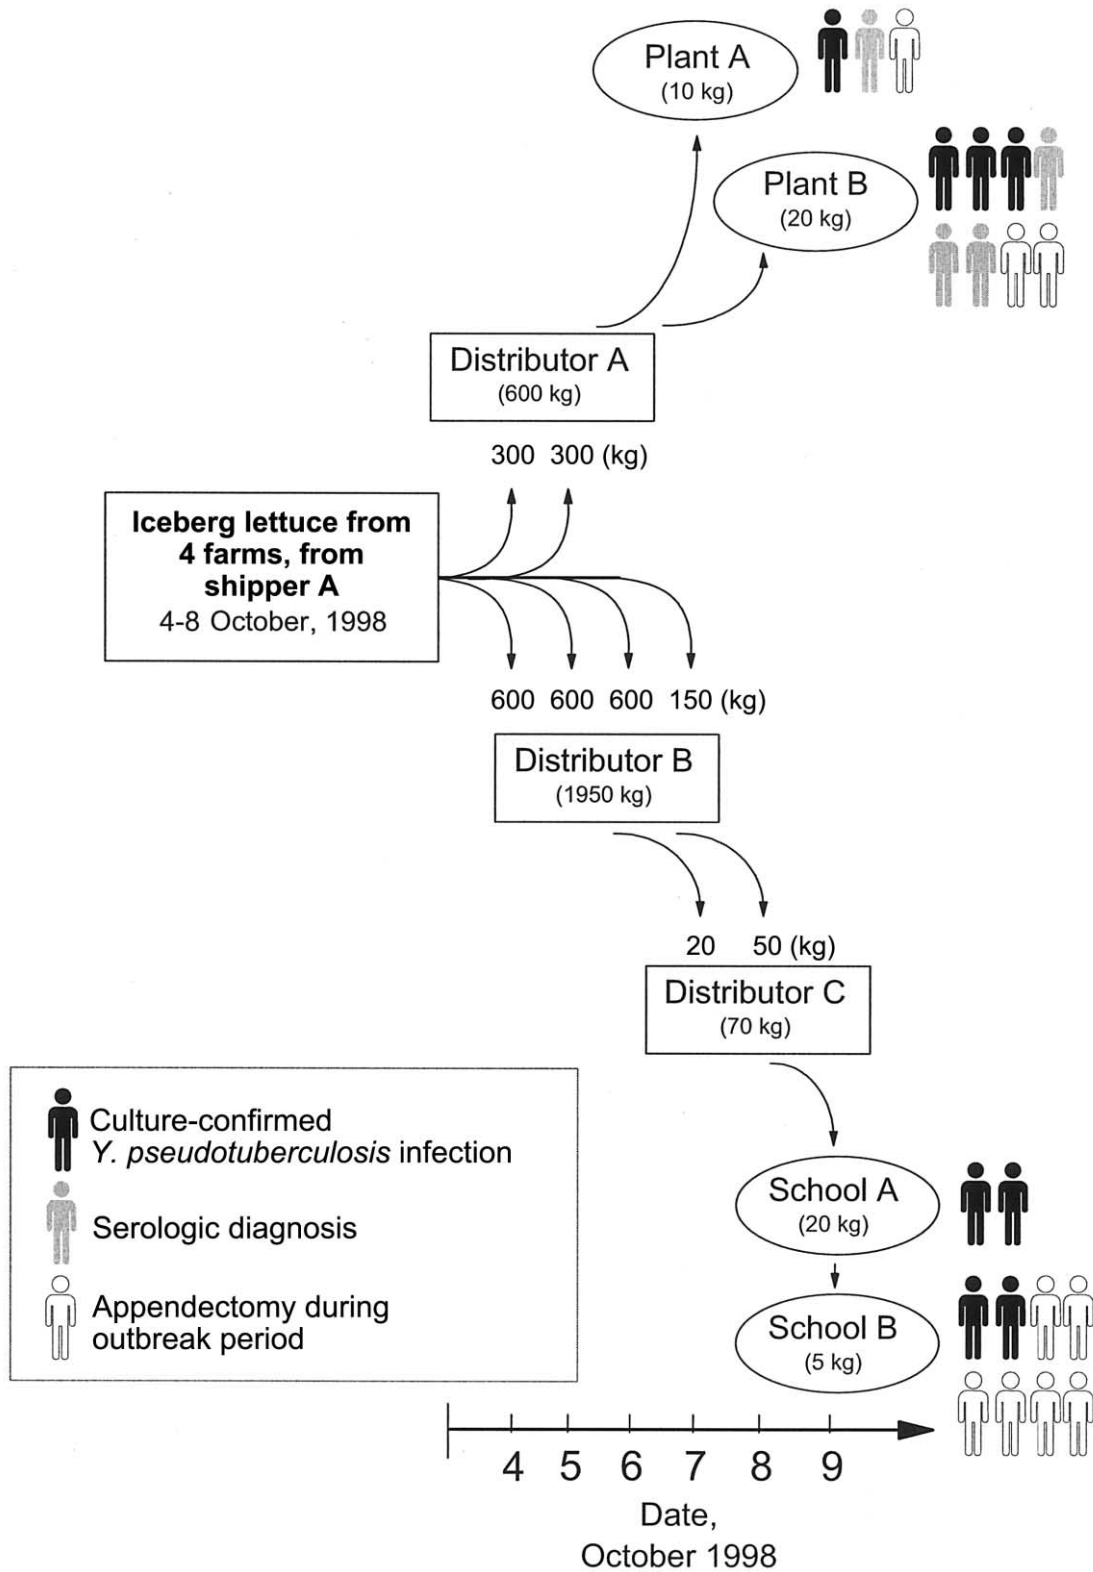 Plant A
(10 kg)
Plant B
(20 kg)
Distributor A
(600 kg)
300 300 (kg)
Iceberg lettuce from
4 farms, from
shipper A
4-8 October, 1998
600 600 600 150 (kg)
Distributor B
(1950 kg)
20 50 (kg)
Distributor C
(70 kg)
Culture-confirmed
Y. pseudotuberculosis infection
Serologic diagnosis
Appendectomy during
outbreak period
School A
(20 kg)
School B
(5 kg)
4 5 6 7 8 9
Date,
October 1998